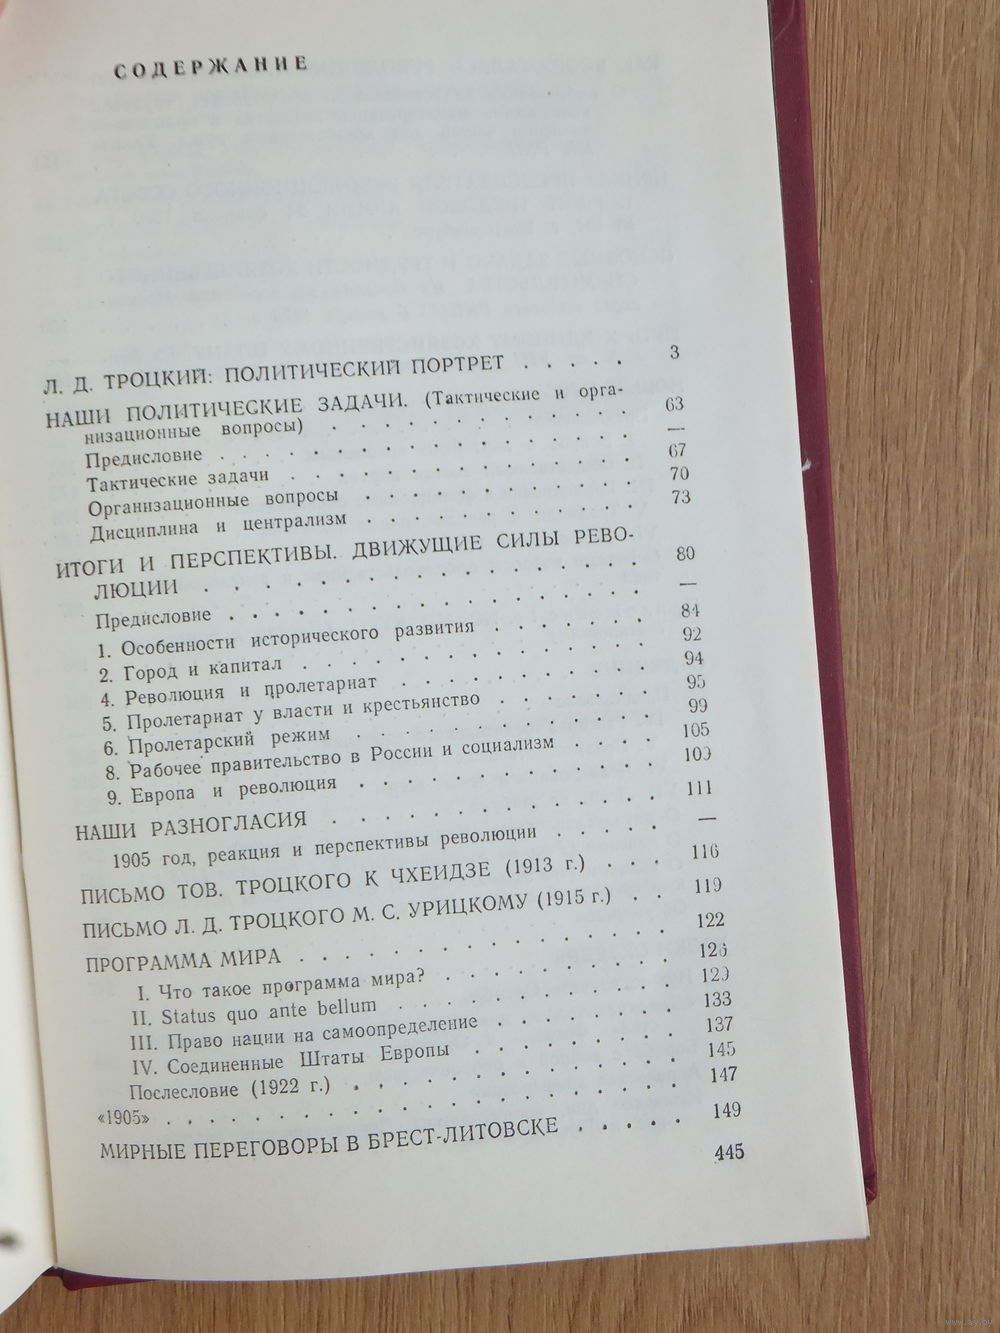 СОДЕРЖАНИЕ
Л. Д. ТРОЦКИЙ: ПОЛИТИЧЕСКИЙ ПОРТРЕТ . . . . . 3
НАШИ ПОЛИТИЧЕСКИЕ ЗАДАЧИ. (Тактические и орга-
низационные вопросы) . . . . . . . . . . 63
Предисловие . . . . . . . . . . . . . —
Тактические задачи . . . . . . . . . . . 67
Организационные вопросы . . . . . . . . . 70
Дисциплина и централизм . . . . . . . . . 73
ИТОГИ И ПЕРСПЕКТИВЫ. ДВИЖУЩИЕ СИЛЫ РЕВО-
ЛЮЦИИ . . . . . . . . . . . . . . 80
Предисловие . . . . . . . . . . . . . —
1. Особенности исторического развития . . . . . . 84
2. Город и капитал . . . . . . . . . . . 92
4. Революция и пролетариат . . . . . . . . 94
5. Пролетариат у власти и крестьянство . . . . . 95
6. Пролетарский режим . . . . . . . . . . 99
8. Рабочее правительство в России и социализм . . . . 105
9. Европа и революция . . . . . . . . . . 109
НАШИ РАЗНОГЛАСИЯ . . . . . . . . . . . 111
1905 год, реакция и перспективы революции . . . . . —
ПИСЬМО ТОВ. ТРОЦКОГО К ЧХЕИДЗЕ (1913 г.) . . . 116
ПИСЬМО Л. Д. ТРОЦКОГО М. С. УРИЦКОМУ (1915 г.) . . 119
ПРОГРАММА МИРА . . . . . . . . . . . . 122
I. Что такое программа мира? . . . . . . . . 126
II. Status quo ante bellum . . . . . . . . . 129
III. Право нации на самоопределение . . . . . . 133
IV. Соединенные Штаты Европы . . . . . . . 137
Послесловие (1922 г.) . . . . . . . . . . . 145
«1905» . . . . . . . . . . . . . . . . 147
МИРНЫЕ ПЕРЕГОВОРЫ В БРЕСТ-ЛИТОВСКЕ . . . . . 149
445